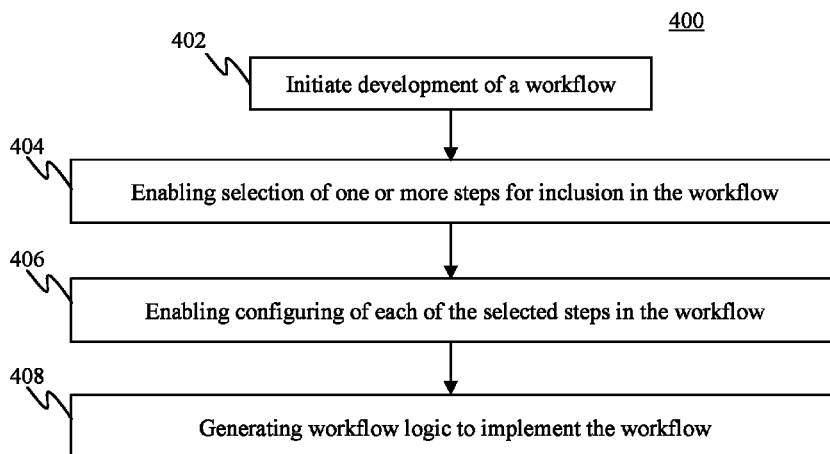 400
402
Initiate development of a workflow
404
Enabling selection of one or more steps for inclusion in the workflow
406
Enabling configuring of each of the selected steps in the workflow
408
Generating workflow logic to implement the workflow